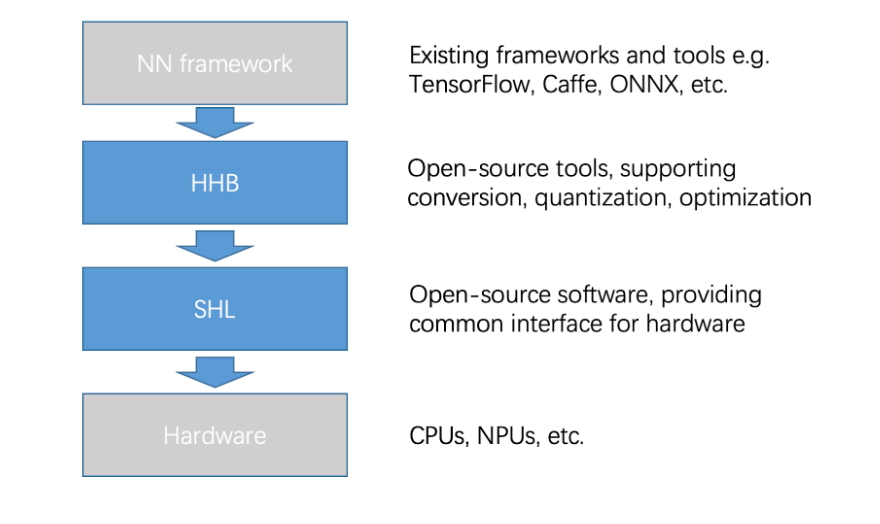 NN framework
Existing frameworks and tools e.g.
TensorFlow, Caffe, ONNX, etc.
HHB
Open-source tools, supporting
conversion, quantization, optimization
SHL
Open-source software, providing
common interface for hardware
Hardware
CPUs, NPUs, etc.